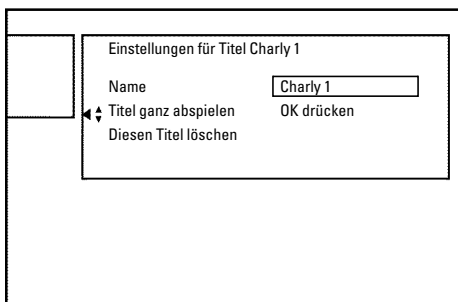 Einstellungen für Titel Charly 1
Name Charly 1
Titel ganz abspielen OK drücken
Diesen Titel löschen